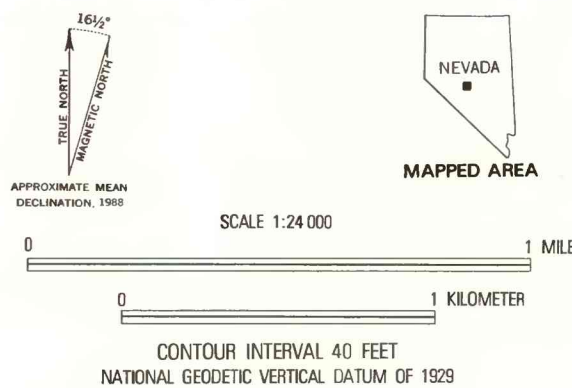 16½°
TRUE NORTH
MAGNETIC NORTH
APPROXIMATE MEAN
DECLINATION, 1988
NEVADA
MAPPED AREA
SCALE 1:24 000
0 1 MILE
0 1 KILOMETER
CONTOUR INTERVAL 40 FEET
NATIONAL GEODETIC VERTICAL DATUM OF 1929